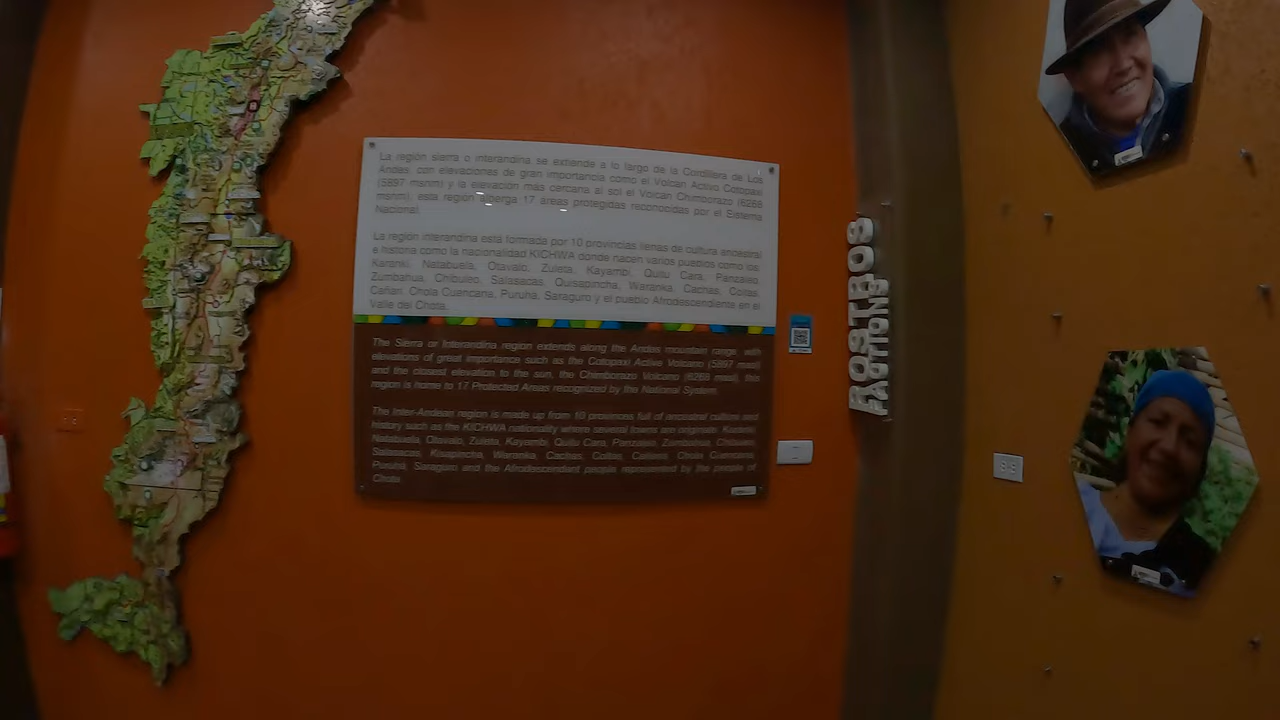 La región sierra o interandina se extiende a lo largo de la Cordillera de Los
Andes con elevaciones de gran importancia como el Volcan Activo Cotopaxi
(5897 msnm) y la elevación más cercana al sol el Volcán Chimborazo (6268
msnm), esta región alberga 17 areas protegidas reconocidas por el Sistema
Nacional.
La región interandina está formada por 10 provincias llenas de cultura ancestral
e historia como la nacionalidad KICHWA donde nacen varios pueblos como los
Karanki, Natabuela, Otavalo, Zuleta, Kayambi, Quitu Cara, Panzaleo,
Zumbahua, Chibuleo, Salasacas, Quisapincha, Waranka, Cachas, Coltas,
Cañari, Chola Cuencana, Puruha, Saraguro y el pueblo Afrodescendiente en el
Valle del Chota.
The Sierra or Interandina region extends along the Andes mountain range with
elevations of great importance such as the Cotopaxi Active Volcano (5897 masl)
and the closest elevation to the sun, the Chimborazo Volcano (6268 masl) this
region is home to 17 Protected Areas recognized by the National System.
The Inter-Andean region is made up from 10 provinces full of ancestral culture and
history such as the KICHWA nationality where several towns are originate Karanki,
Natabuela, Otavalo, Zuleta, Kayambi, Quitu Cara, Panzaleo, Zumbahua, Chibuleo,
Salasacas, Kisapincha, Waranka, Cachas, Coltas, Cañaris, Chola Cuencana,
Puruhá, Saraguro and the Afrodescendent people represented by the people of
Chota.
ROSTROS
FACTIONS